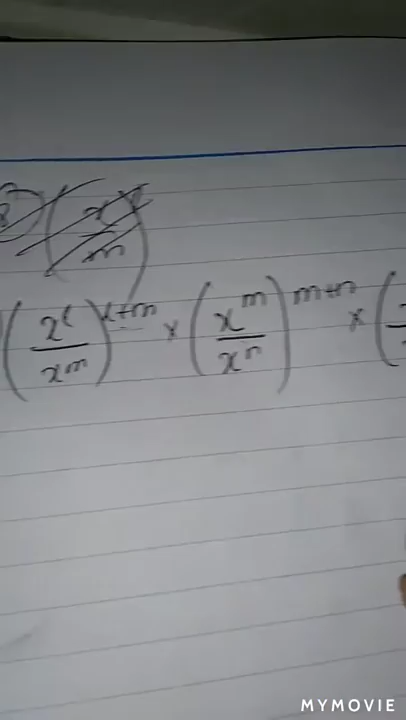 (x^l / x^m)^l+m × (x^m / x^n)^m+n × (
MYMOVIE